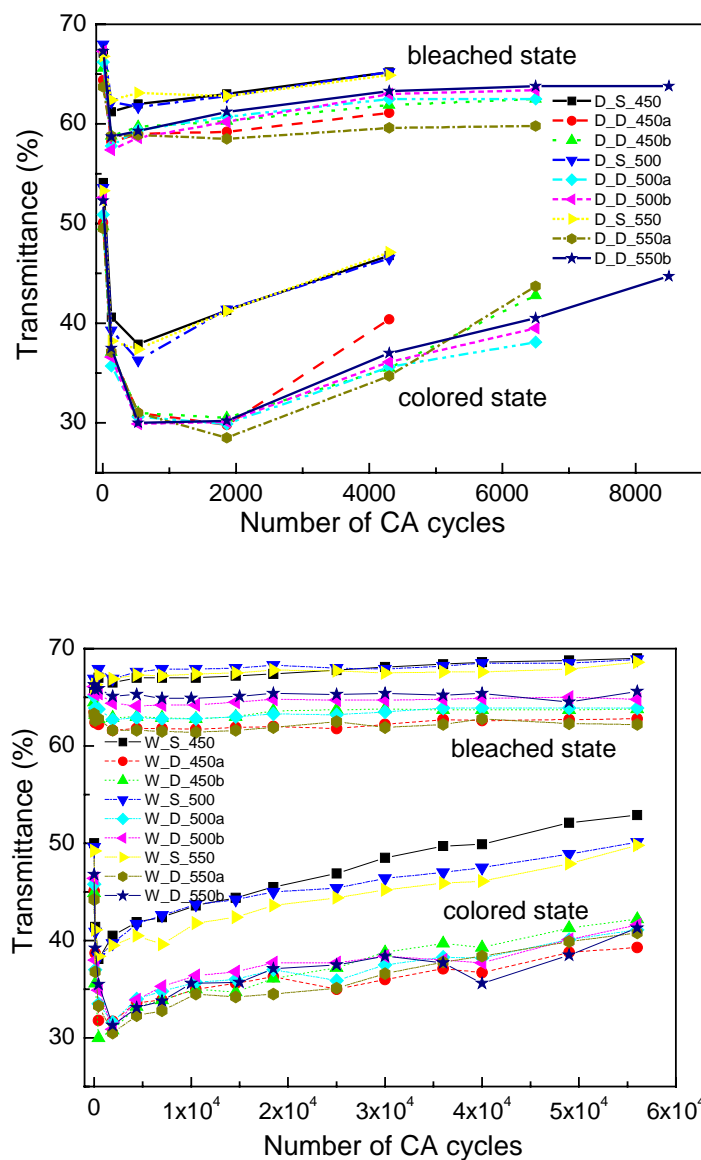 70
60
50
40
30
Transmittance (%)
bleached state
D_S_450
D_D_450a
D_D_450b
D_S_500
D_D_500a
D_D_500b
D_S_550
D_D_550a
D_D_550b
colored state
0 2000 4000 6000 8000
Number of CA cycles
70
60
50
40
30
Transmittance (%)
bleached state
W_S_450
W_D_450a
W_D_450b
W_S_500
W_D_500a
W_D_500b
W_S_550
W_D_550a
W_D_550b
colored state
0 1x10⁴ 2x10⁴ 3x10⁴ 4x10⁴ 5x10⁴ 6x10⁴
Number of CA cycles